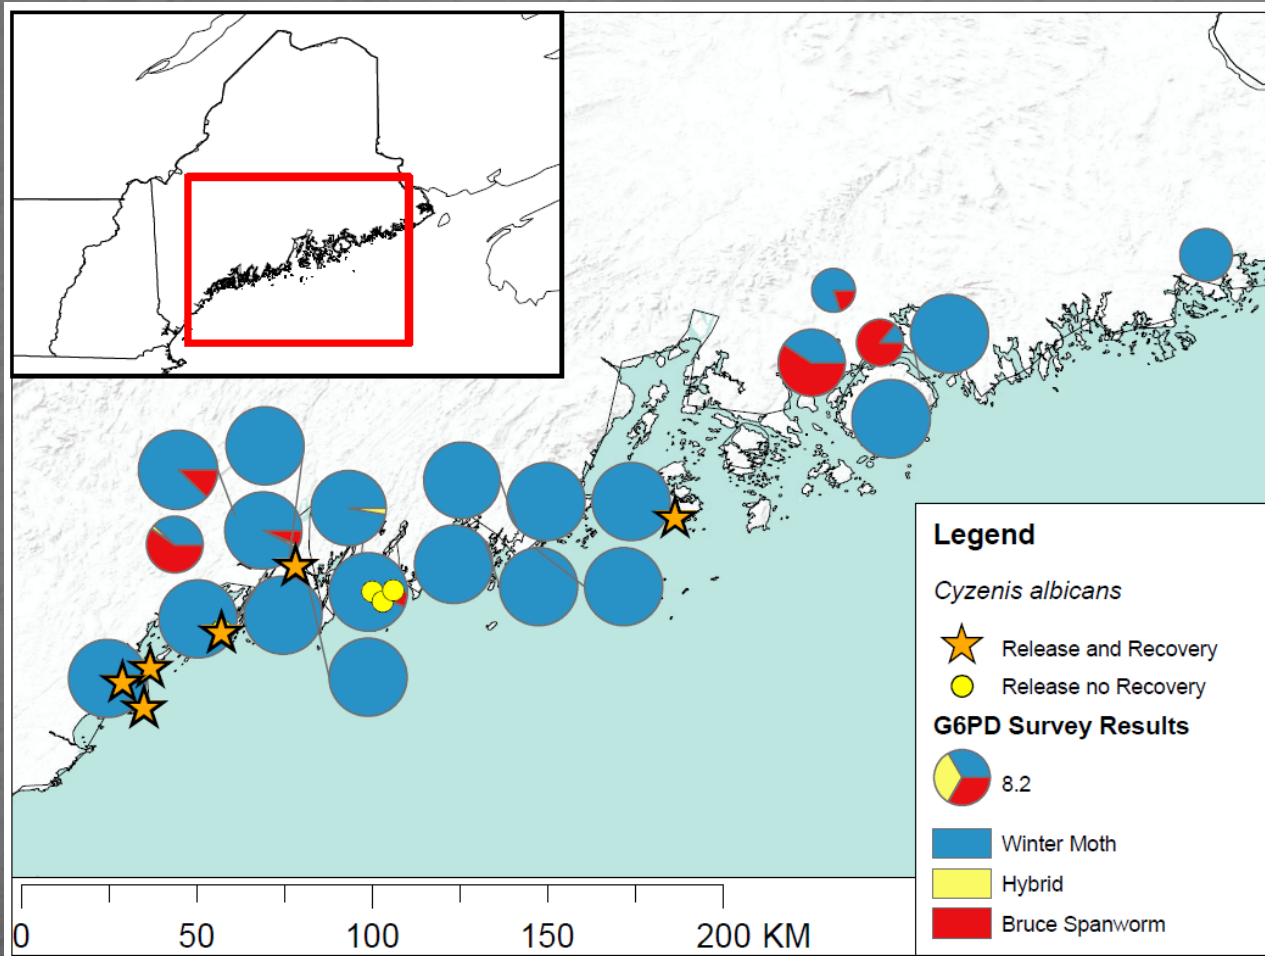 Legend
Cyzenis albicans
Release and Recovery
Release no Recovery
G6PD Survey Results
8.2
Winter Moth
Hybrid
Bruce Spanworm
0 50 100 150 200 KM